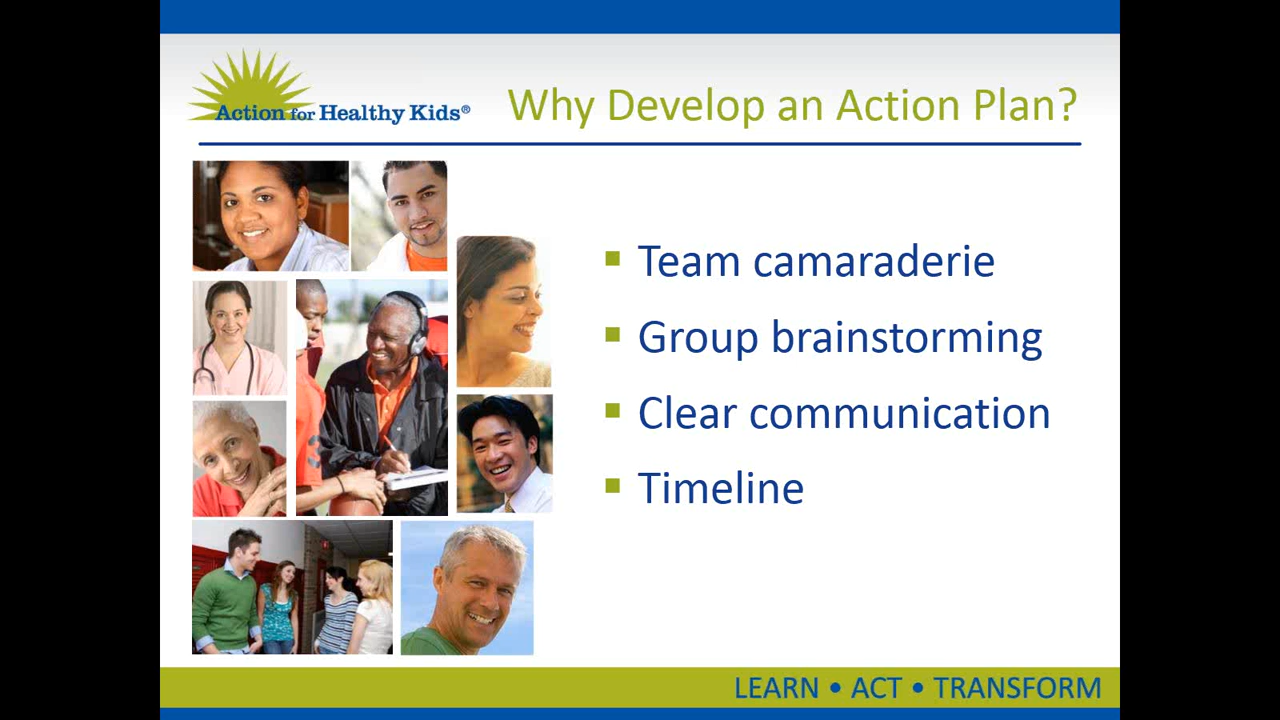 Action for Healthy Kids®
Why Develop an Action Plan?
Team camaraderie
Group brainstorming
Clear communication
Timeline
LEARN • ACT • TRANSFORM